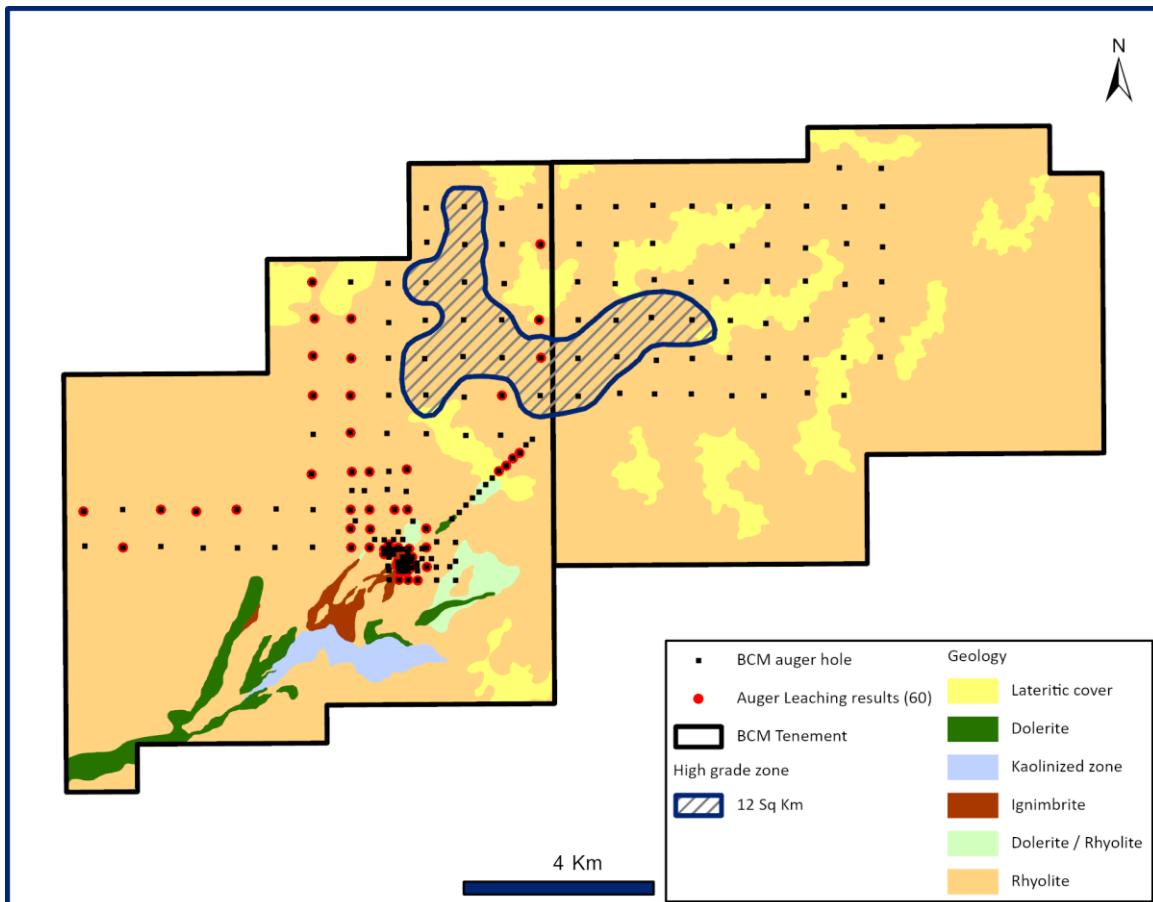 N
BCM auger hole
Auger Leaching results (60)
BCM Tenement
High grade zone
12 Sq Km
Geology
Lateritic cover
Dolerite
Kaolinized zone
Ignimbrite
Dolerite / Rhyolite
Rhyolite
4 Km